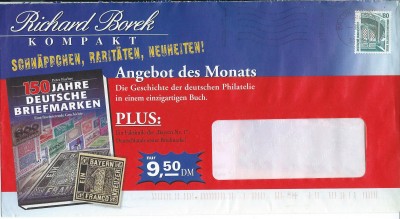 Richard Borek
KOMPAKT
SCHNÄPPCHEN, RARITÄTEN, NEUHEITEN!
80
Angebot des Monats
Die Geschichte der deutschen Philatelie
in einem einzigartigen Buch.
150 JAHRE
DEUTSCHE
BRIEFMARKEN
PLUS:
NUR
9,50 DM
BAYERN
EIN
FRANCO